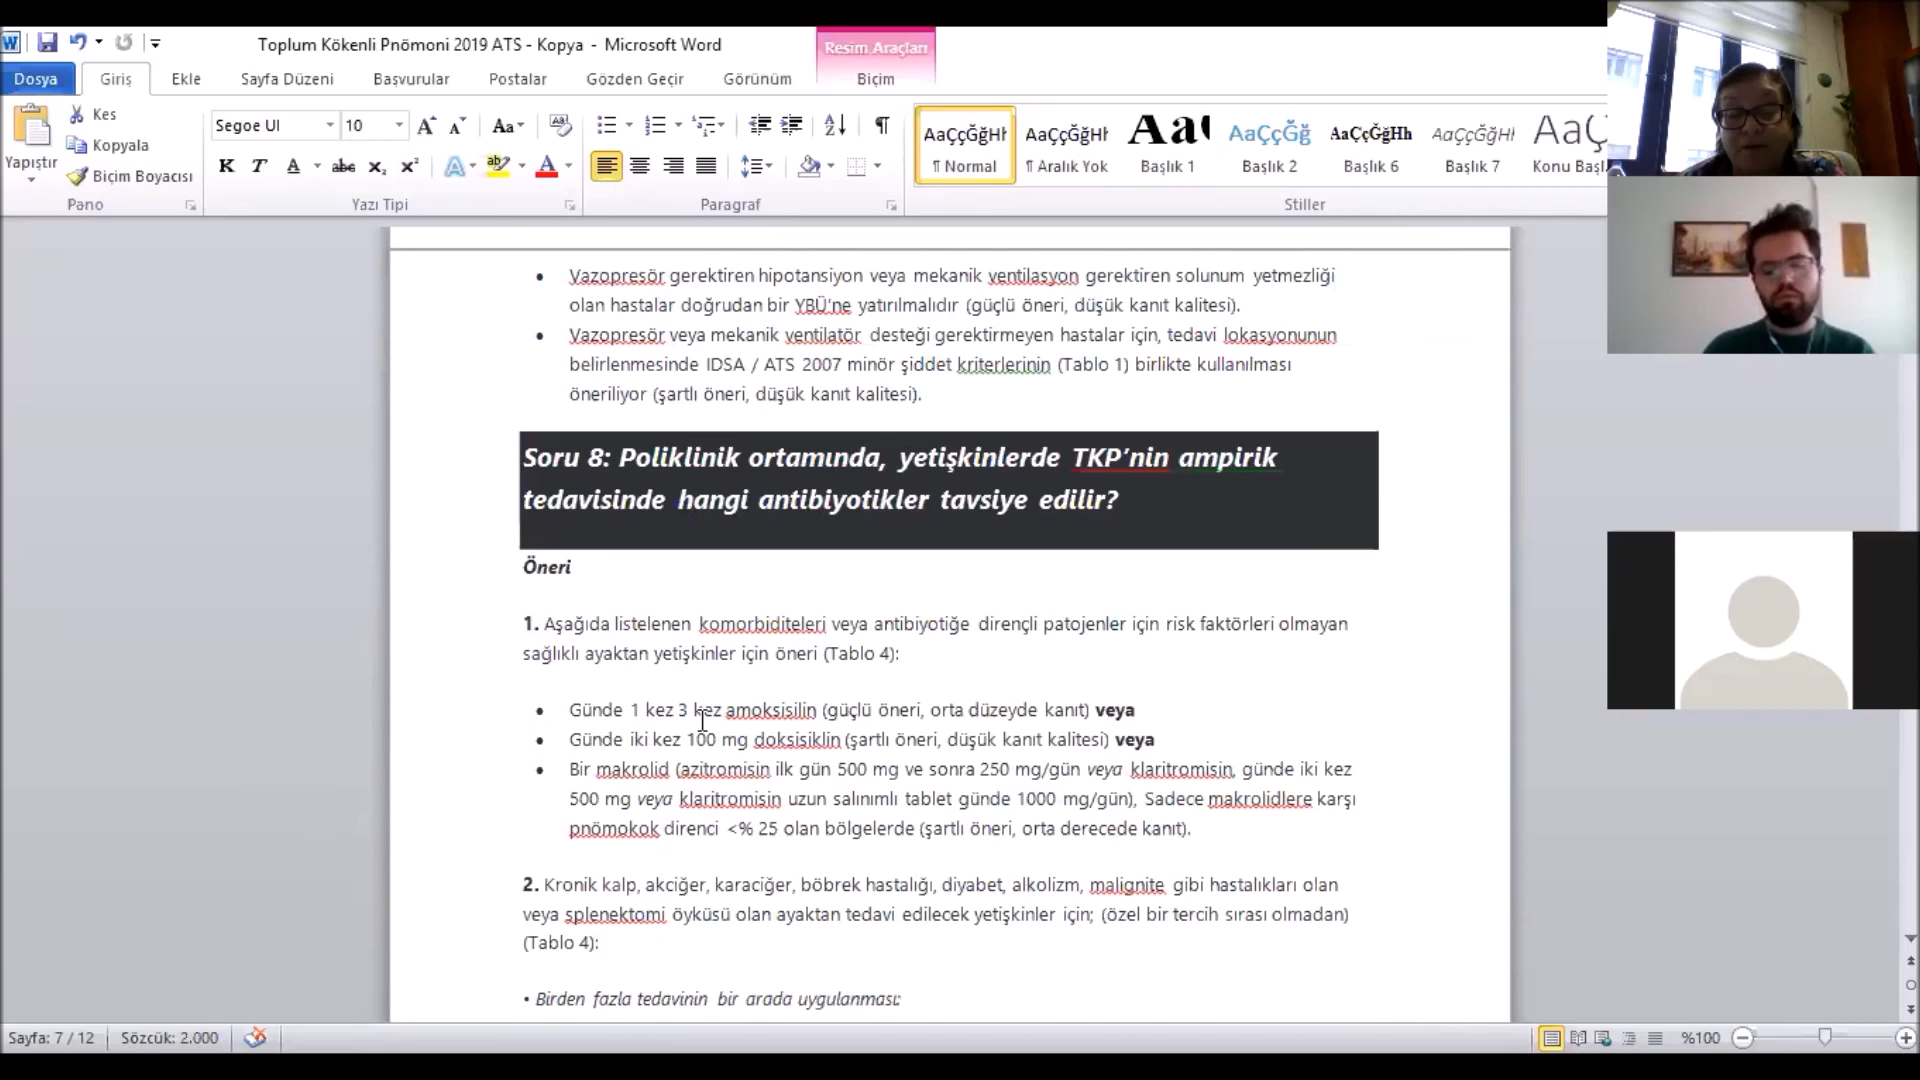 Toplum Kökenli Pnömoni 2019 ATS - Kopya - Microsoft Word
Resim Araçları
Dosya Giriş Ekle Sayfa Düzeni Başvurular Postalar Gözden Geçir Görünüm Biçim
Yapıştır
Kes
Kopyala
Biçim Boyacısı
Pano
Segoe UI 10
Yazı Tipi
Paragraf
AaÇçĞğHł AaÇçĞğHł AaÇ AaÇçĞğ AaÇçĞğHh AaÇçĞğHł AaÇ
¶ Normal ¶ Aralık Yok Başlık 1 Başlık 2 Başlık 6 Başlık 7 Konu Başl
Stiller
• Vazopresör gerektiren hipotansiyon veya mekanik ventilasyon gerektiren solunum yetmezliği
olan hastalar doğrudan bir YBÜ'ne yatırılmalıdır (güçlü öneri, düşük kanıt kalitesi).
• Vazopresör veya mekanik ventilatör desteği gerektirmeyen hastalar için, tedavi lokasyonunun
belirlenmesinde IDSA / ATS 2007 minör şiddet kriterlerinin (Tablo 1) birlikte kullanılması
öneriliyor (şartlı öneri, düşük kanıt kalitesi).
Soru 8: Poliklinik ortamında, yetişkinlerde TKP'nin ampirik
tedavisinde hangi antibiyotikler tavsiye edilir?
Öneri
1. Aşağıda listelenen komorbiditeleri veya antibiyotiğe dirençli patojenler için risk faktörleri olmayan
sağlıklı ayaktan yetişkinler için öneri (Tablo 4):
• Günde 1 kez 3 kez amoksisilin (güçlü öneri, orta düzeyde kanıt) veya
• Günde iki kez 100 mg doksisiklin (şartlı öneri, düşük kanıt kalitesi) veya
• Bir makrolid (azitromisin ilk gün 500 mg ve sonra 250 mg/gün veya klaritromisin, günde iki kez
500 mg veya klaritromisin uzun salınımlı tablet günde 1000 mg/gün), Sadece makrolidlere karşı
pnömokok direnci <% 25 olan bölgelerde (şartlı öneri, orta derecede kanıt).
2. Kronik kalp, akciğer, karaciğer, böbrek hastalığı, diyabet, alkolizm, malignite gibi hastalıkları olan
veya splenektomi öyküsü olan ayaktan tedavi edilecek yetişkinler için; (özel bir tercih sırası olmadan)
(Tablo 4):
• Birden fazla tedavinin bir arada uygulanması:
Sayfa: 7 / 12 Sözcük: 2.000 %100